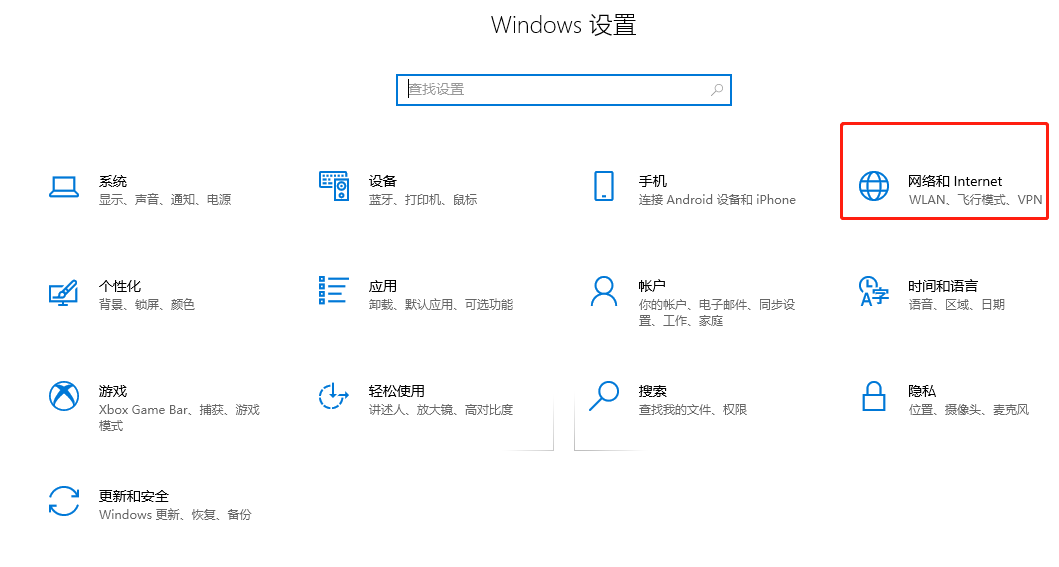 Windows 设置
查找设置
系统
显示、声音、通知、电源
设备
蓝牙、打印机、鼠标
手机
连接 Android 设备和 iPhone
网络和 Internet
WLAN、飞行模式、VPN
个性化
背景、锁屏、颜色
应用
卸载、默认应用、可选功能
帐户
你的帐户、电子邮件、同步设
置、工作、家庭
时间和语言
语音、区域、日期
游戏
Xbox Game Bar、捕获、游戏
模式
轻松使用
讲述人、放大镜、高对比度
搜索
查找我的文件、权限
隐私
位置、摄像头、麦克风
更新和安全
Windows 更新、恢复、备份